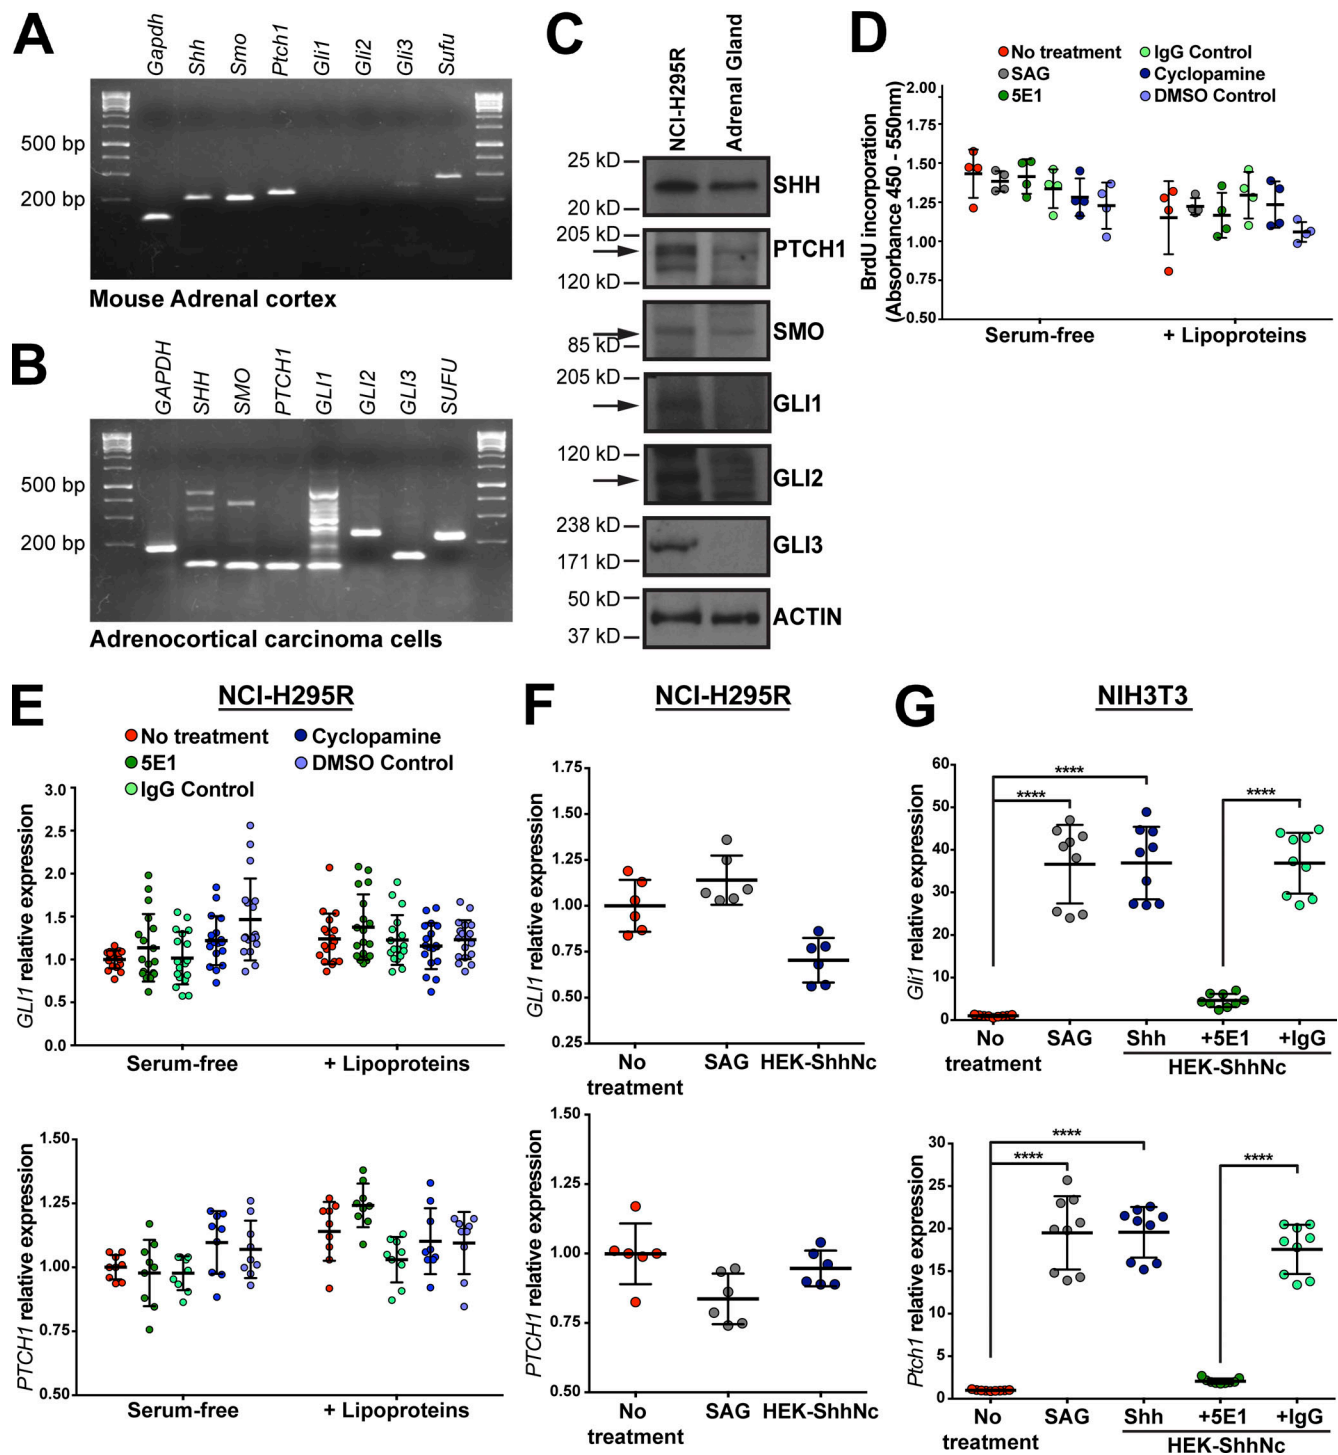 A
Gapdh
Shh
Smo
Ptch1
Gli1
Gli2
Gli3
Sufu
500 bp
200 bp
Mouse Adrenal cortex
B
GAPDH
SHH
SMO
PTCH1
GLI1
GLI2
GLI3
SUFU
500 bp
200 bp
Adrenocortical carcinoma cells
C
NCI-H295R
Adrenal Gland
25 kD
SHH
20 kD
205 kD
PTCH1
120 kD
SMO
85 kD
205 kD
GLI1
120 kD
GLI2
238 kD
GLI3
171 kD
50 kD
ACTIN
37 kD
D
No treatment
IgG Control
SAG
Cyclopamine
5E1
DMSO Control
BrdU incorporation
(Absorbance 450 - 550nm)
2.00
1.50
1.25
1.00
0.75
0.50
Serum-free
+ Lipoproteins
E
NCI-H295R
No treatment
Cyclopamine
5E1
DMSO Control
IgG Control
GLI1 relative expression
3.0
2.5
2.0
1.5
1.0
0.5
0.0
Serum-free
+ Lipoproteins
PTCH1 relative expression
1.50
1.25
1.00
0.75
0.50
Serum-free
+ Lipoproteins
F
NCI-H295R
GLI1 relative expression
1.75
1.50
1.25
1.00
0.75
0.50
0.25
No
treatment
SAG
HEK-ShhNc
PTCH1 relative expression
1.50
1.25
1.00
0.75
0.50
No
treatment
SAG
HEK-ShhNc
G
NIH3T3
Gli1 relative expression
60
50
40
30
20
10
0
****
****
****
No
treatment
SAG
Shh
+5E1
+IgG
HEK-ShhNc
Ptch1 relative expression
30
25
20
15
10
5
0
****
****
****
No
treatment
SAG
Shh
+5E1
+IgG
HEK-ShhNc